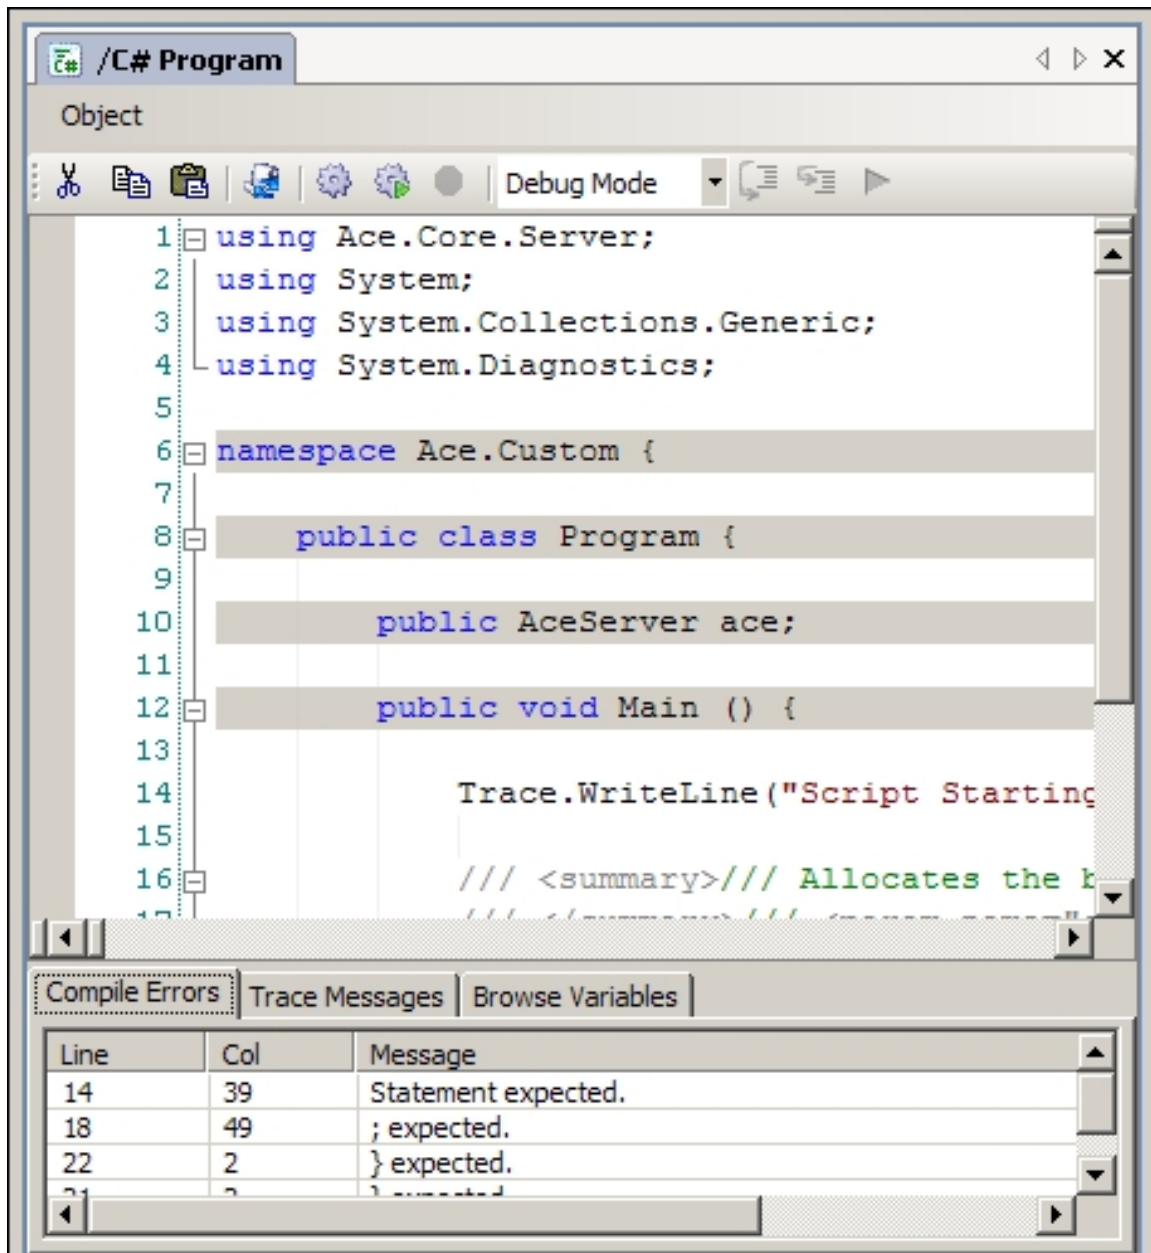 C# /C# Program
Object
Debug Mode
1 using Ace.Core.Server;
2 using System;
3 using System.Collections.Generic;
4 using System.Diagnostics;
5
6 namespace Ace.Custom {
7
8 public class Program {
9
10 public AceServer ace;
11
12 public void Main () {
13
14 Trace.WriteLine("Script Starting
15
16 /// <summary>/// Allocates the
Compile Errors Trace Messages Browse Variables
Line Col Message
14 39 Statement expected.
18 49 ; expected.
22 2 } expected.